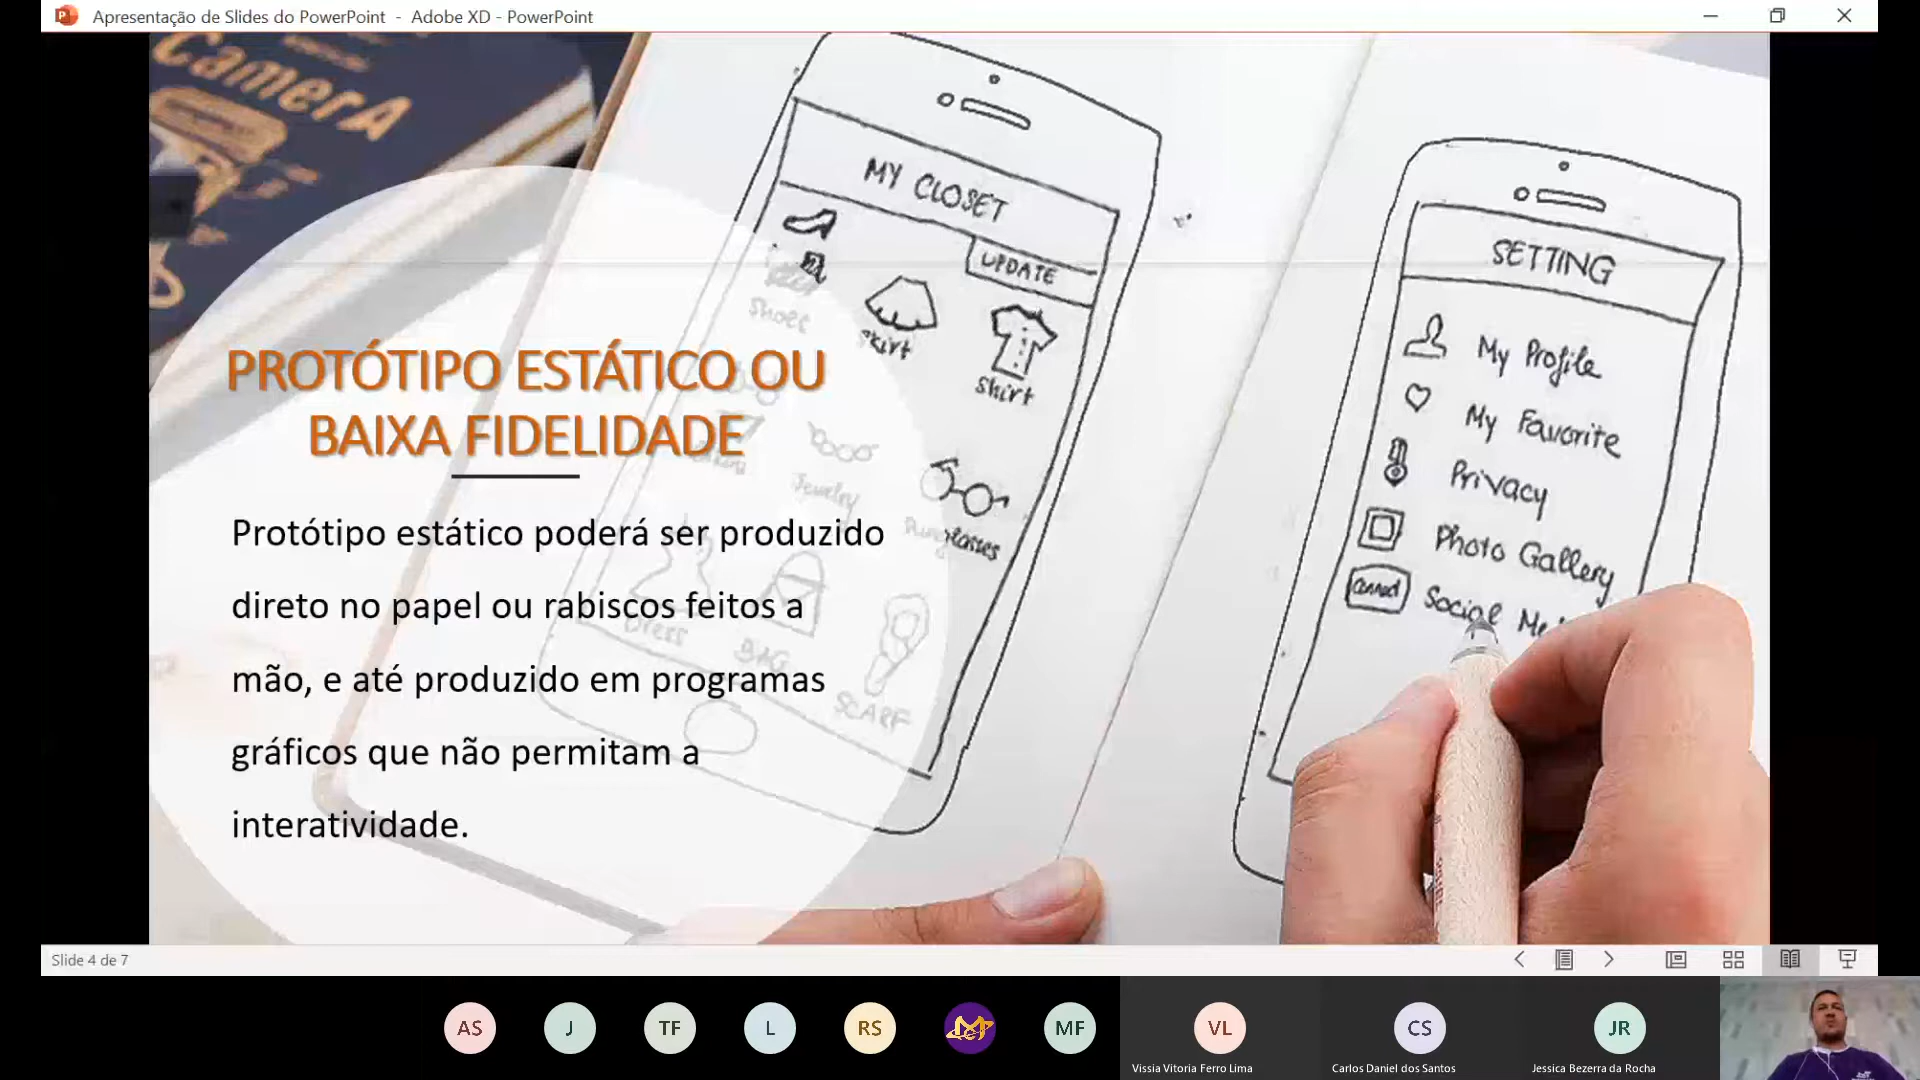 Apresentação de Slides do PowerPoint - Adobe XD - PowerPoint
CamerA
MY CLOSET
UPDATE
Shoes
Skirt
Shirt
Jewelry
Dress
BAG
SCARF
SETTING
My Profile
My Favorite
Privacy
Photo Gallery
Connect Social
PROTÓTIPO ESTÁTICO OU
BAIXA FIDELIDADE
Protótipo estático poderá ser produzido
direto no papel ou rabiscos feitos a
mão, e até produzido em programas
gráficos que não permitam a
interatividade.
Slide 4 de 7
AS
J
TF
L
RS
MF
VL
CS
JR
Vissia Vitoria Ferro Lima
Carlos Daniel dos Santos
Jessica Bezerra da Rocha